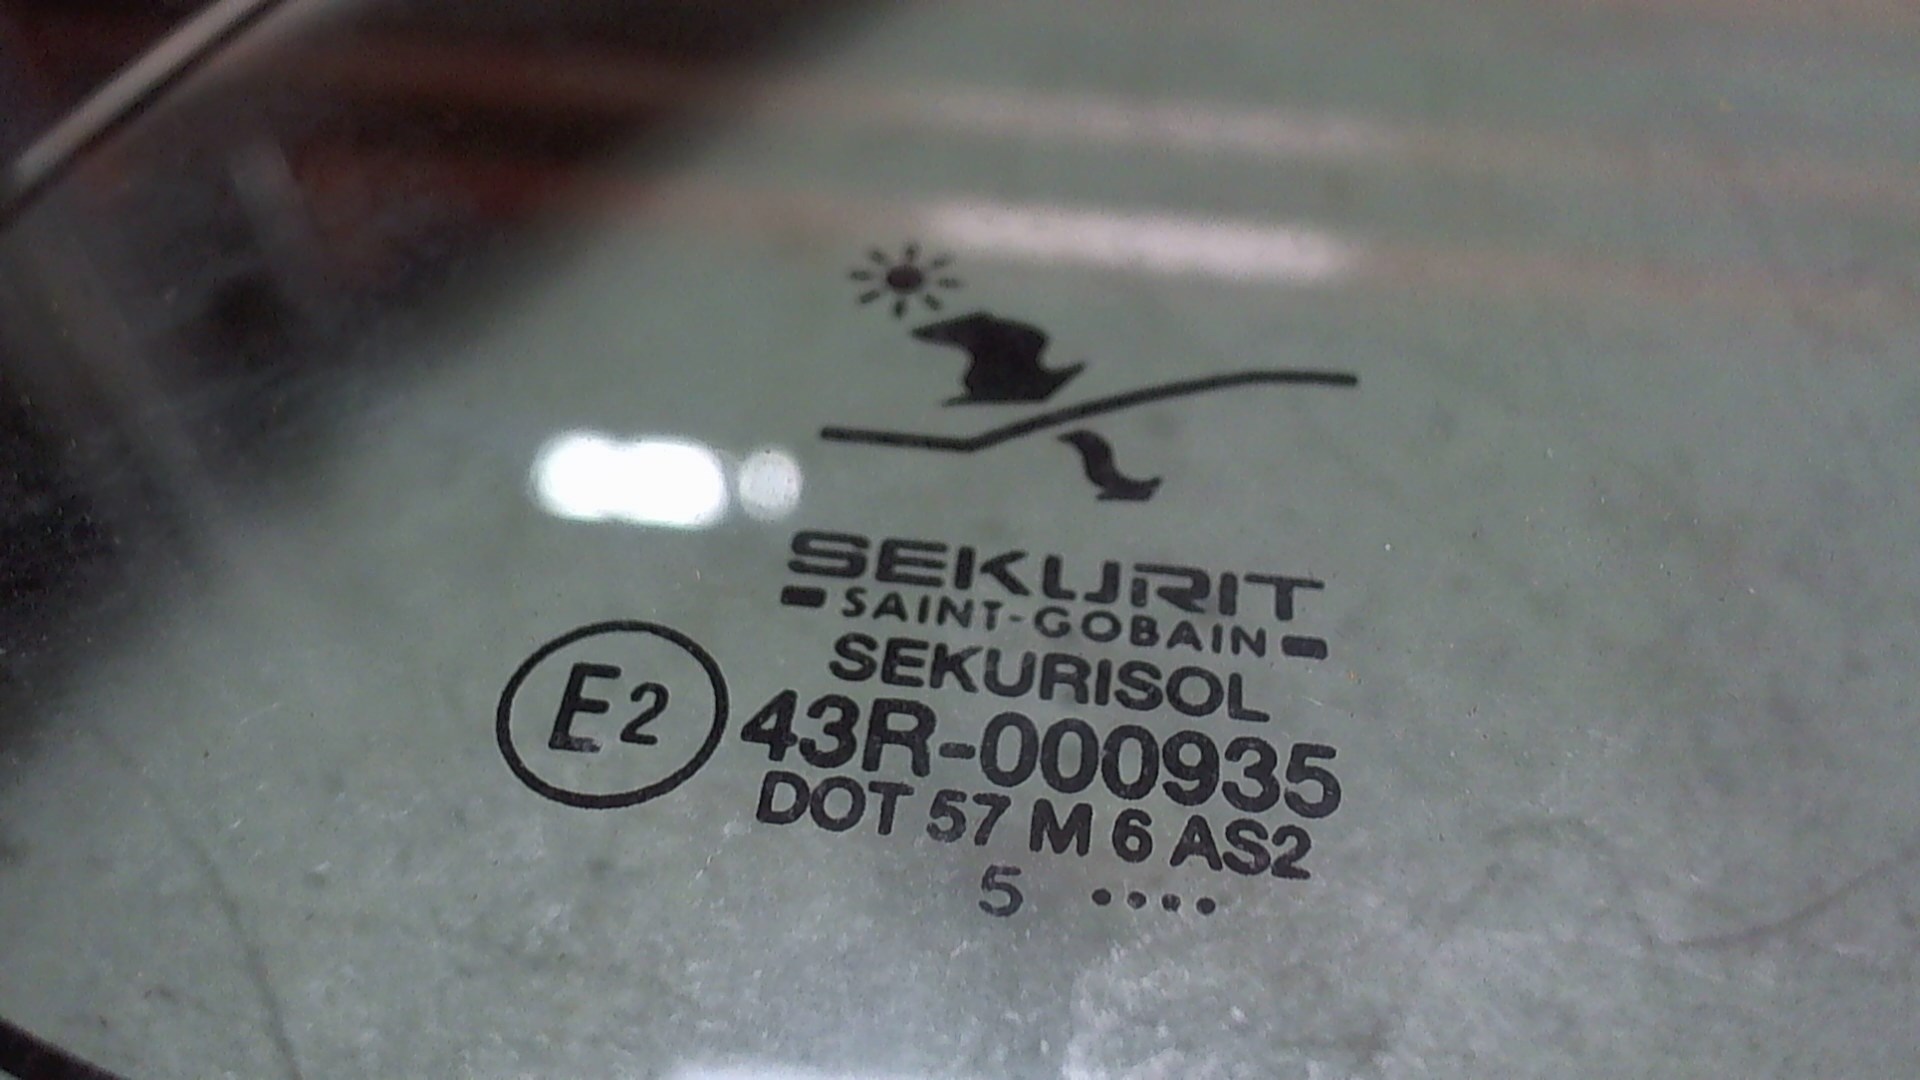 SEKURIT
SAINT-GOBAIN
SEKURISOL
E2 43R-000935
DOT 57 M 6 AS2
5 ....